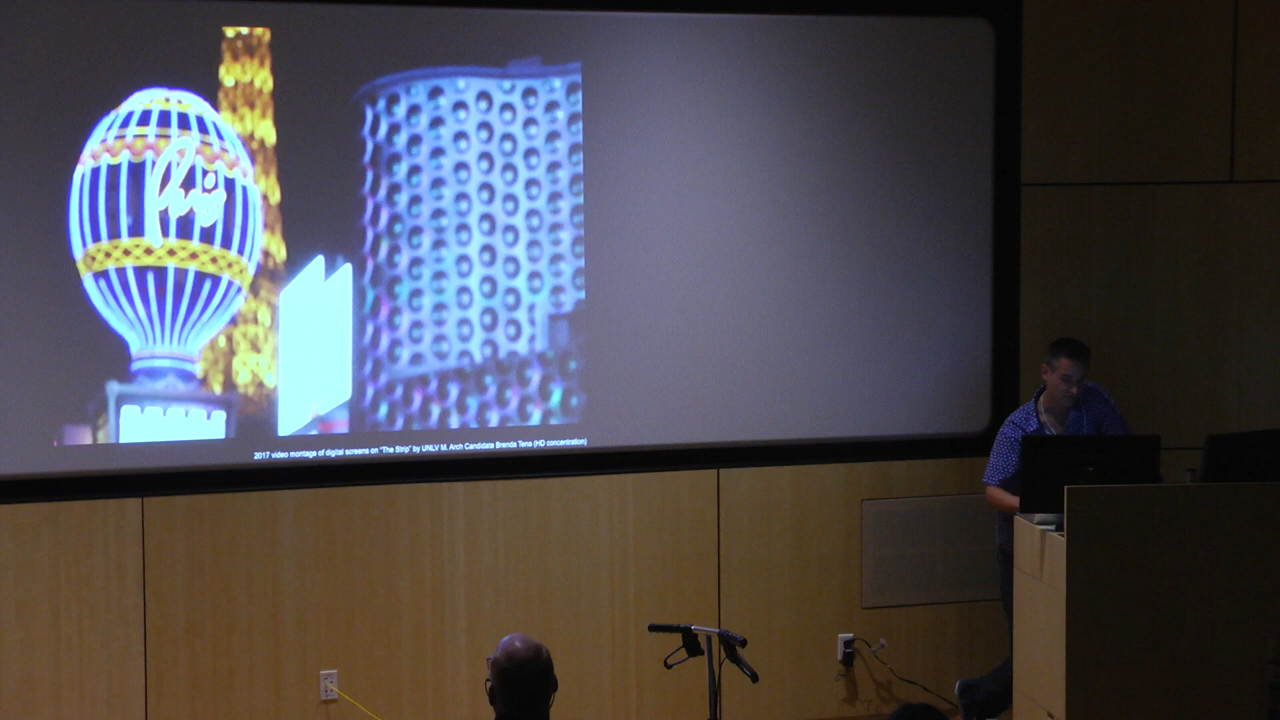 Paris
2017 video montage of digital screens on "The Strip" by UNLV M. Arch Candidate Brenda Tena (HD concentration)